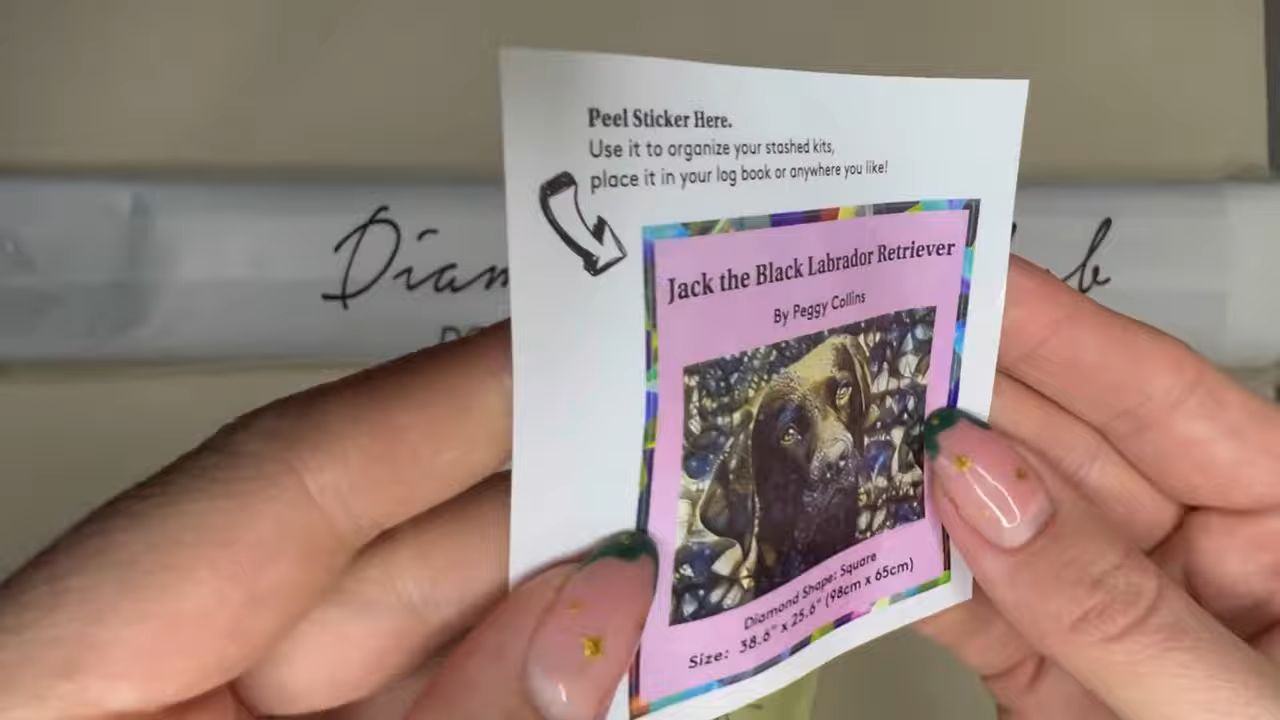 Peel Sticker Here.
Use it to organize your stashed kits,
place it in your log book or anywhere you like!
Jack the Black Labrador Retriever
By Peggy Collins
Diamond Shape: Square
Size: 38.6" x 25.6" (98cm x 65cm)